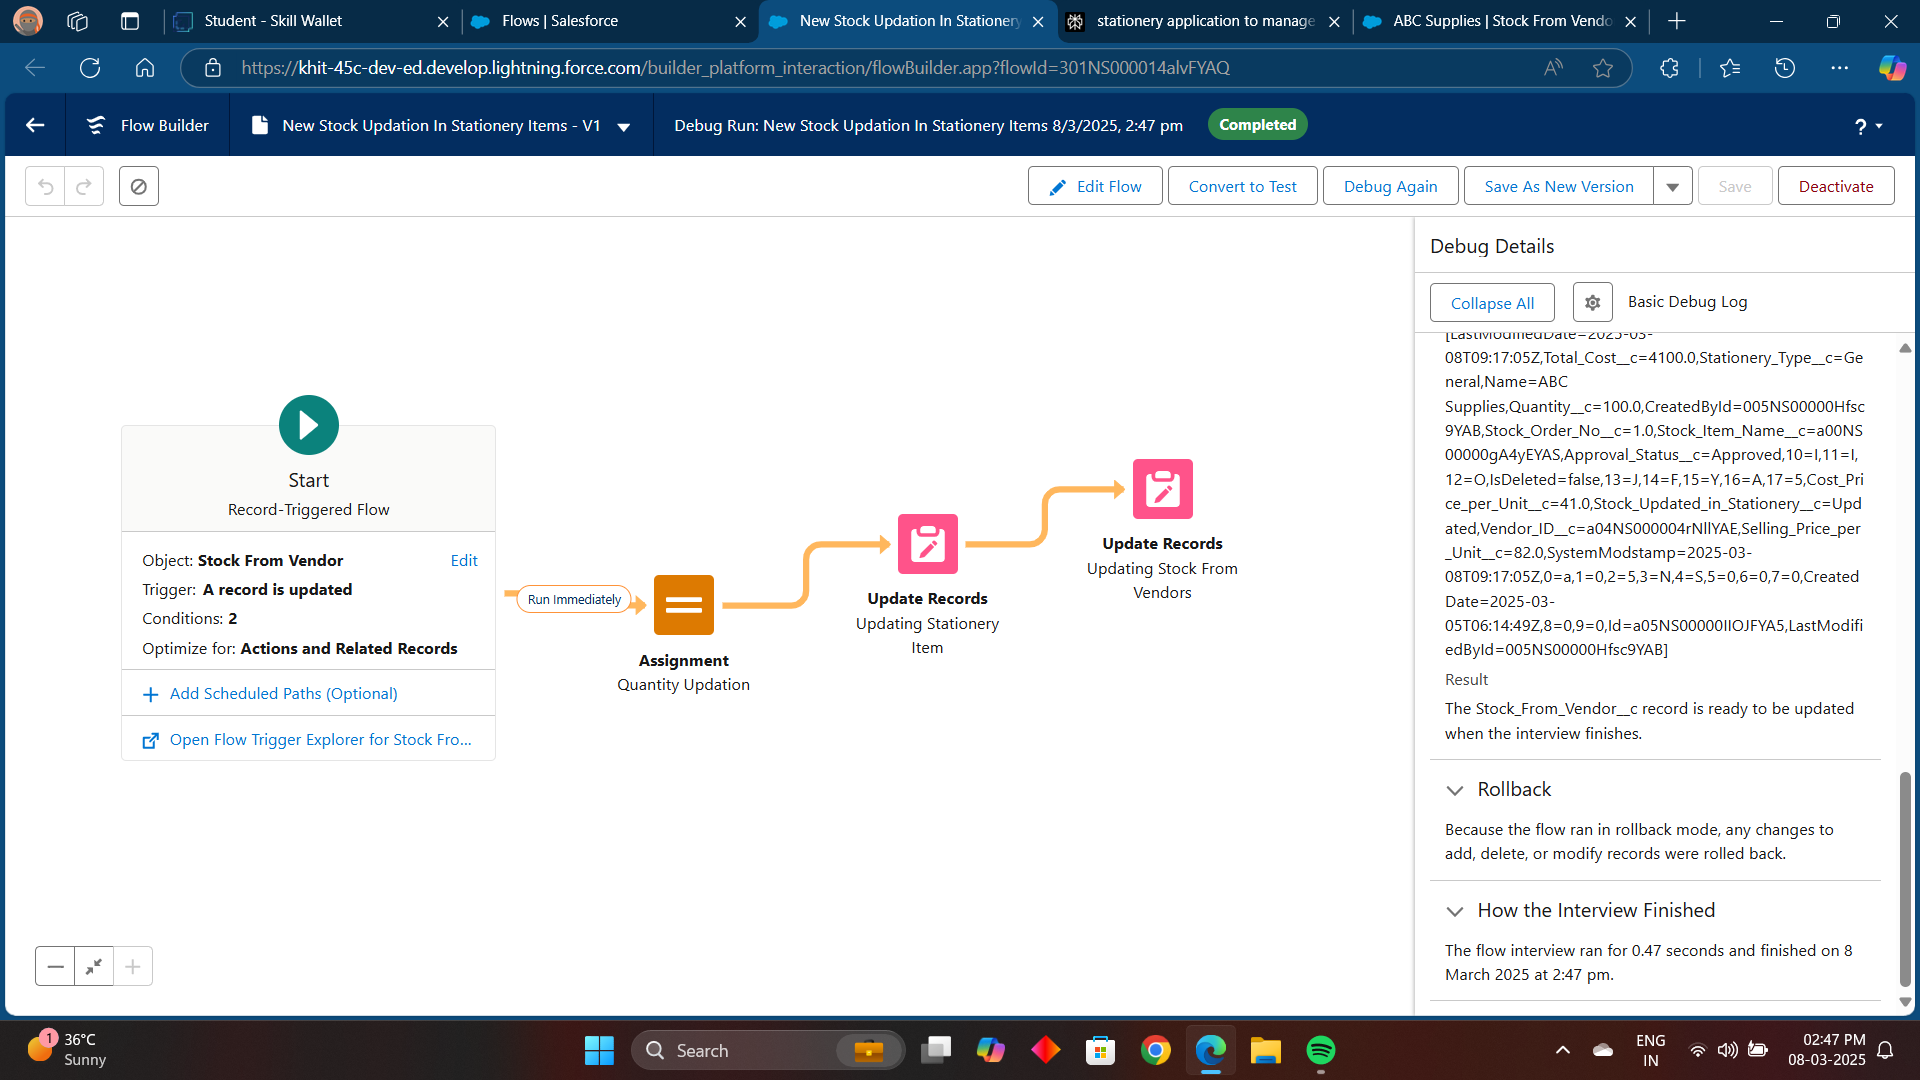 Student - Skill Wallet
Flows | Salesforce
New Stock Updation In Stationery
stationery application to manage
ABC Supplies | Stock From Vendo
https://khit-45c-dev-ed.develop.lightning.force.com/builder_platform_interaction/flowBuilder.app?flowId=301NS000014alvFYAQ
Flow Builder
New Stock Updation In Stationery Items - V1
Debug Run: New Stock Updation In Stationery Items 8/3/2025, 2:47 pm
Completed
?
Edit Flow
Convert to Test
Debug Again
Save As New Version
Save
Deactivate
Start
Record-Triggered Flow
Object: Stock From Vendor
Edit
Trigger: A record is updated
Conditions: 2
Optimize for: Actions and Related Records
Add Scheduled Paths (Optional)
Open Flow Trigger Explorer for Stock Fro...
Run Immediately
Assignment
Quantity Updation
Update Records
Updating Stationery
Item
Update Records
Updating Stock From
Vendors
Debug Details
Collapse All
Basic Debug Log
[LastModifiedDate=2025-03-
08T09:17:05Z,Total_Cost__c=4100.0,Stationery_Type__c=Ge
neral,Name=ABC
Supplies,Quantity__c=100.0,CreatedById=005NS00000Hfsc
9YAB,Stock_Order_No__c=1.0,Stock_Item_Name__c=a00NS
00000gA4yEYAS,Approval_Status__c=Approved,10=I,11=I,
12=O,IsDeleted=false,13=J,14=F,15=Y,16=A,17=5,Cost_Pri
ce_per_Unit__c=41.0,Stock_Updated_in_Stationery__c=Upd
ated,Vendor_ID__c=a04NS000004rNllYAE,Selling_Price_per
_Unit__c=82.0,SystemModstamp=2025-03-
08T09:17:05Z,0=a,1=0,2=5,3=N,4=S,5=0,6=0,7=0,Created
Date=2025-03-
05T06:14:49Z,8=0,9=0,Id=a05NS00000IIOJFYA5,LastModifi
edById=005NS00000Hfsc9YAB]
Result
The Stock_From_Vendor__c record is ready to be updated
when the interview finishes.
Rollback
Because the flow ran in rollback mode, any changes to
add, delete, or modify records were rolled back.
How the Interview Finished
The flow interview ran for 0.47 seconds and finished on 8
March 2025 at 2:47 pm.
1
36°C
Sunny
Search
ENG
IN
02:47 PM
08-03-2025